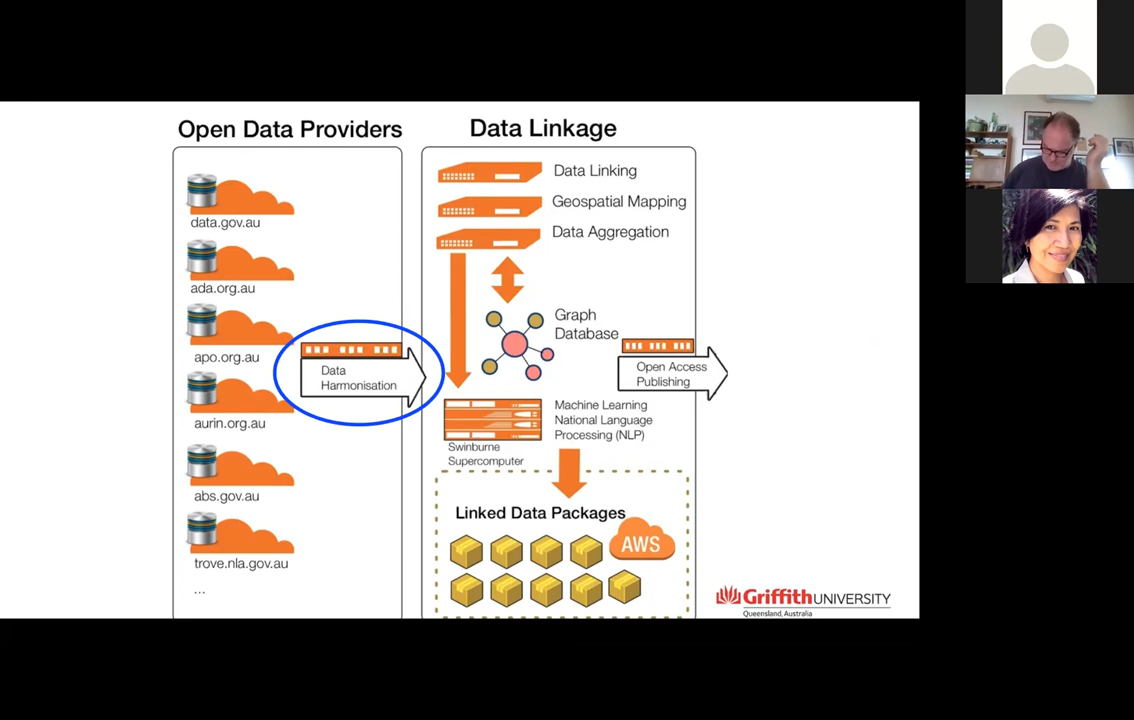 Open Data Providers
data.gov.au
ada.org.au
apo.org.au
aurin.org.au
abs.gov.au
trove.nla.gov.au
...
Data
Harmonisation
Data Linkage
Data Linking
Geospatial Mapping
Data Aggregation
Graph
Database
Machine Learning
National Language
Processing (NLP)
Swinburne
Supercomputer
Linked Data Packages
AWS
Open Access
Publishing
Griffith UNIVERSITY
Queensland, Australia